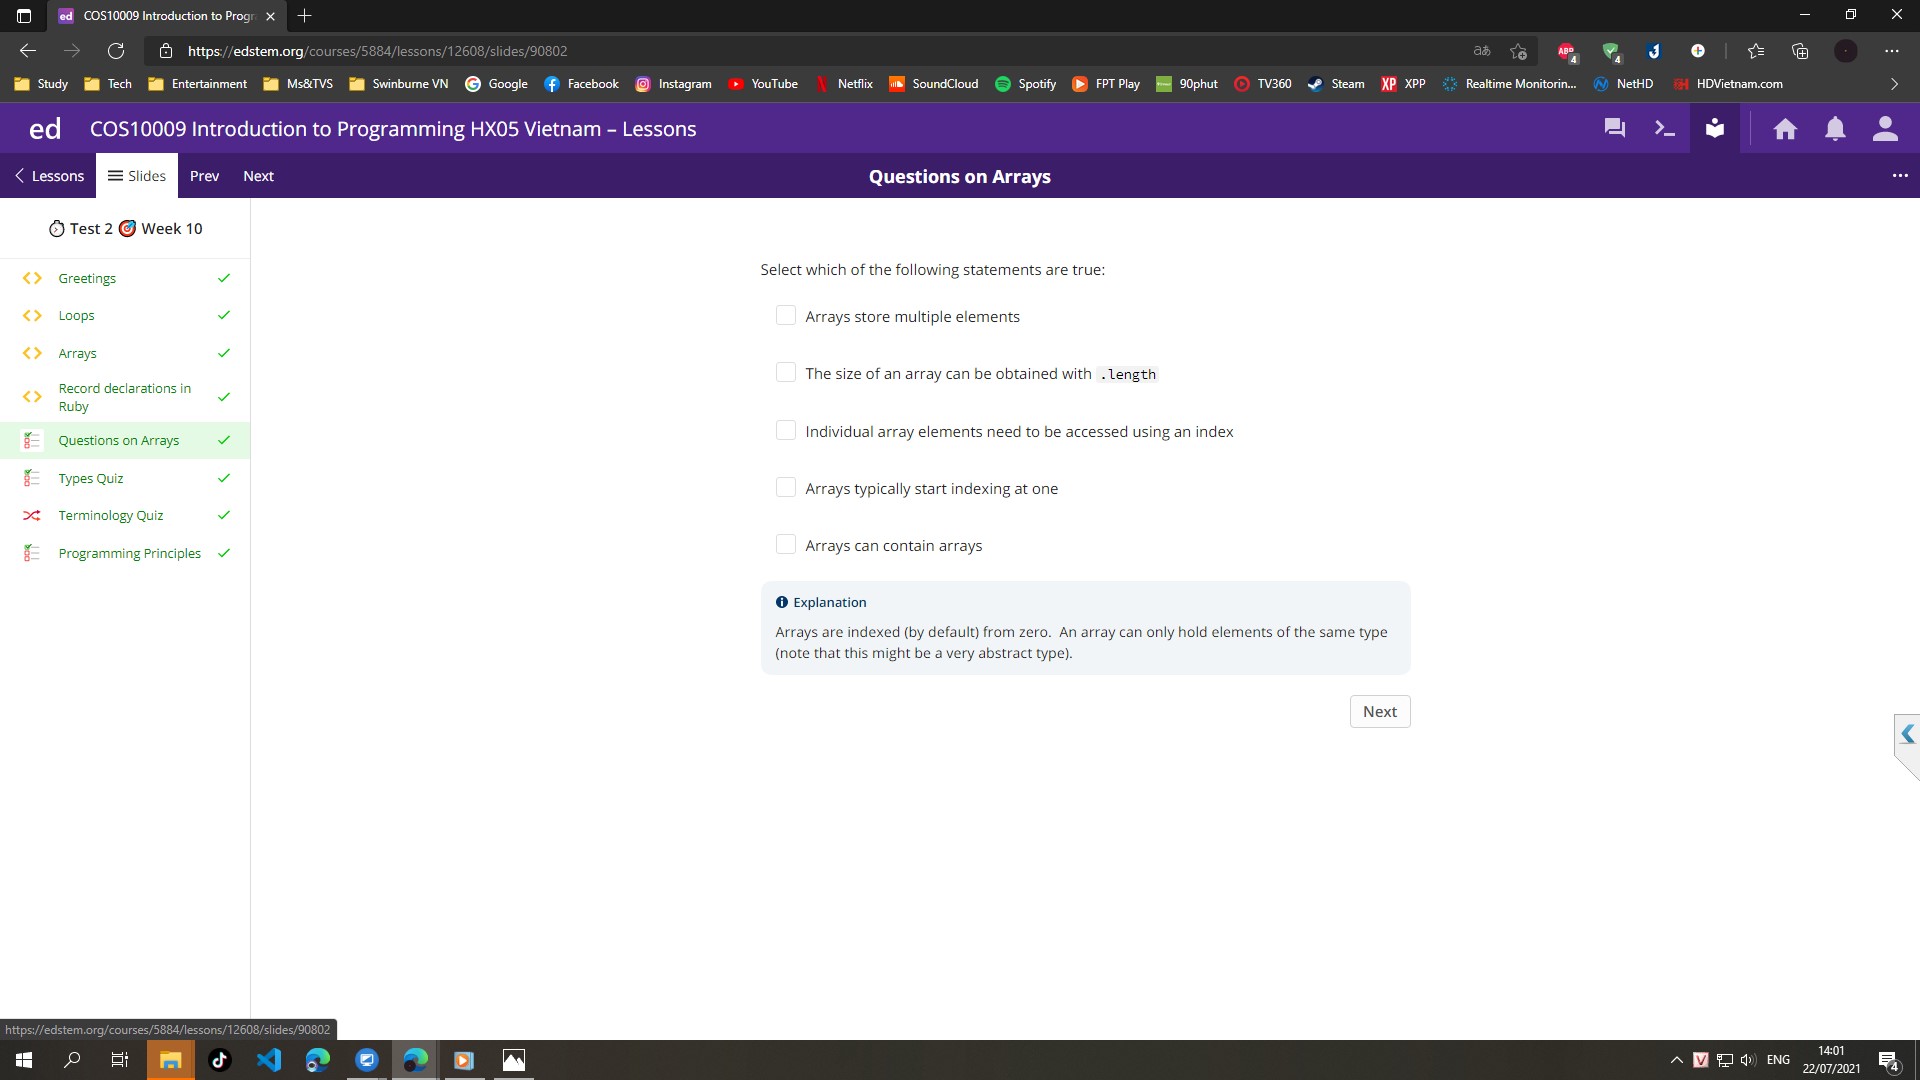 COS10009 Introduction to Progr
https://edstem.org/courses/5884/lessons/12608/slides/90802
Study
Tech
Entertainment
Ms&TVS
Swinburne VN
Google
Facebook
Instagram
YouTube
Netflix
SoundCloud
Spotify
FPT Play
90phut
TV360
Steam
XPP
Realtime Monitorin...
NetHD
HDVietnam.com
ed COS10009 Introduction to Programming HX05 Vietnam – Lessons
Lessons
Slides
Prev
Next
Questions on Arrays
Test 2 Week 10
Greetings
Loops
Arrays
Record declarations in
Ruby
Questions on Arrays
Types Quiz
Terminology Quiz
Programming Principles
Select which of the following statements are true:
Arrays store multiple elements
The size of an array can be obtained with .length
Individual array elements need to be accessed using an index
Arrays typically start indexing at one
Arrays can contain arrays
Explanation
Arrays are indexed (by default) from zero. An array can only hold elements of the same type
(note that this might be a very abstract type).
Next
https://edstem.org/courses/5884/lessons/12608/slides/90802
ENG
14:01
22/07/2021
4